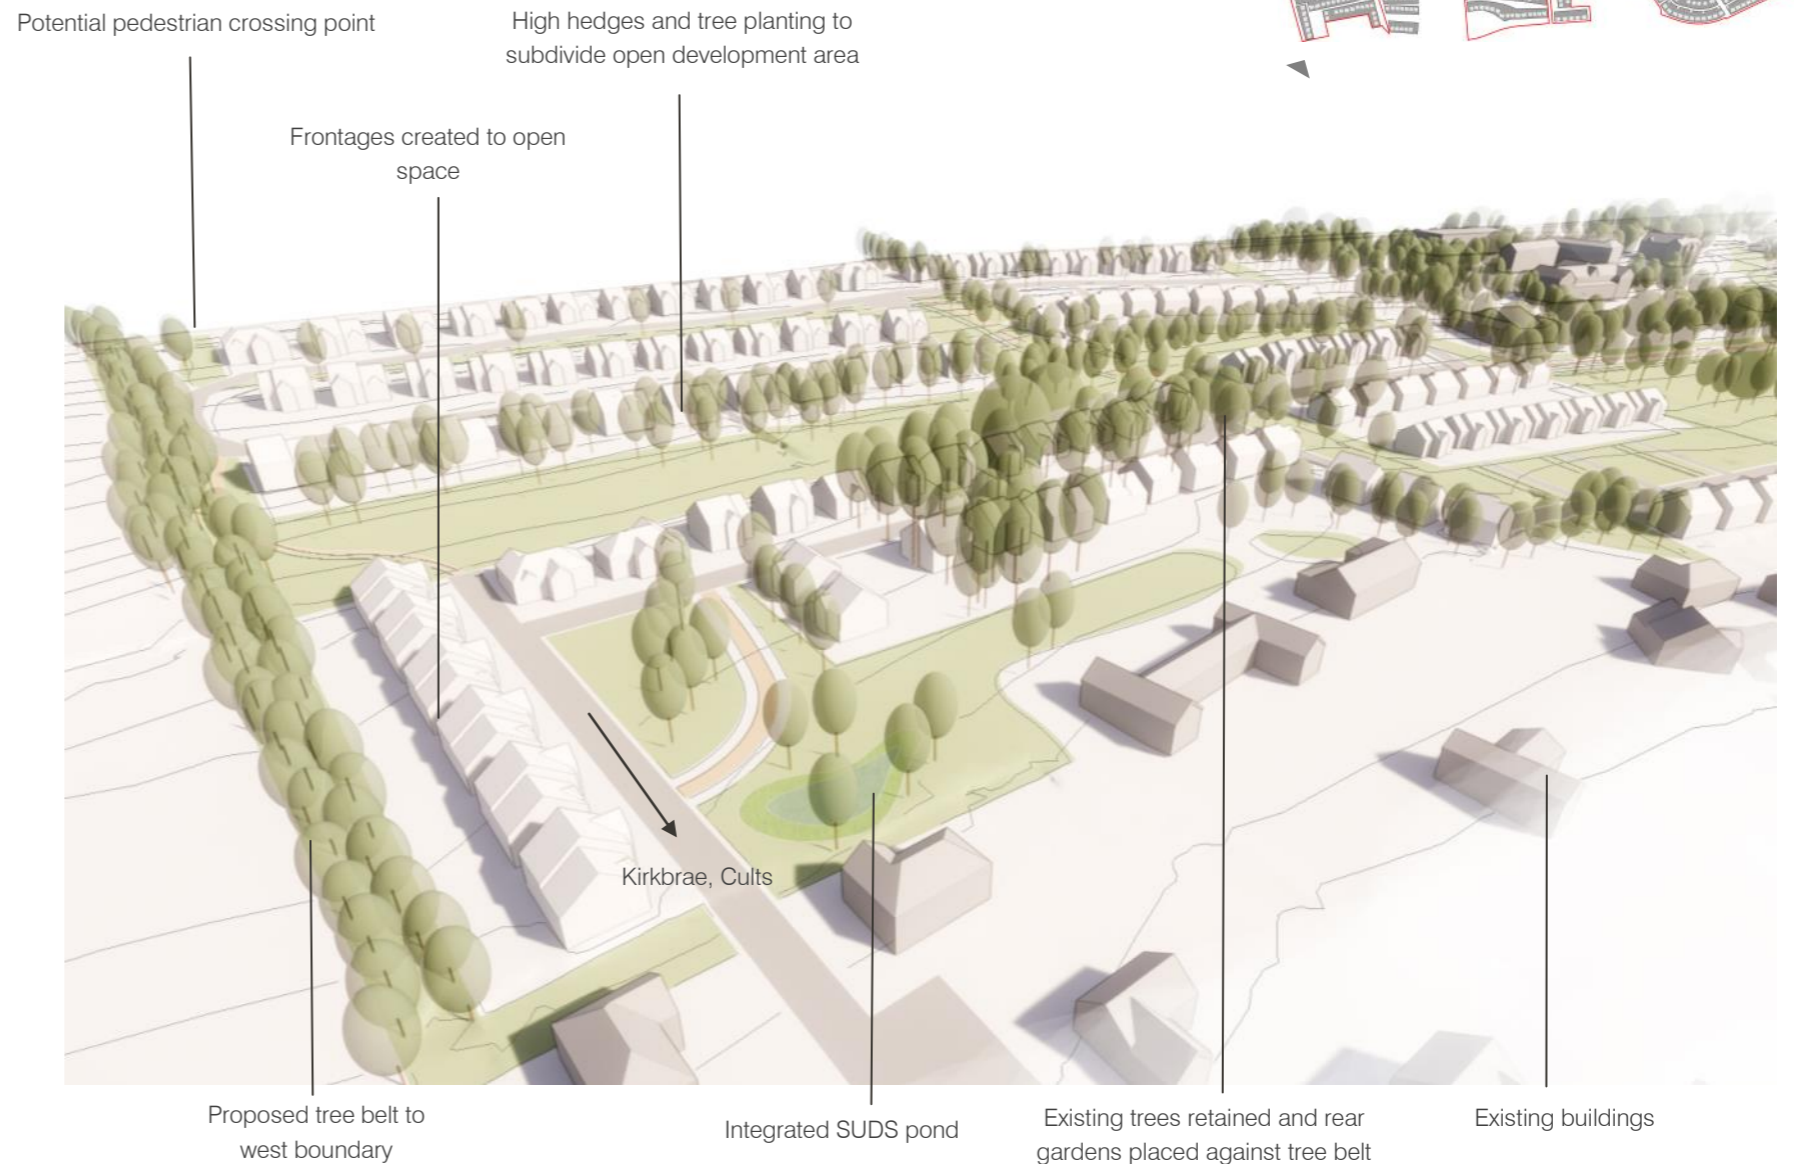 Potential pedestrian crossing point
High hedges and tree planting to
subdivide open development area
Frontages created to open
space
Kirkbrae, Cults
Proposed tree belt to
west boundary
Integrated SUDS pond
Existing trees retained and rear
gardens placed against tree belt
Existing buildings